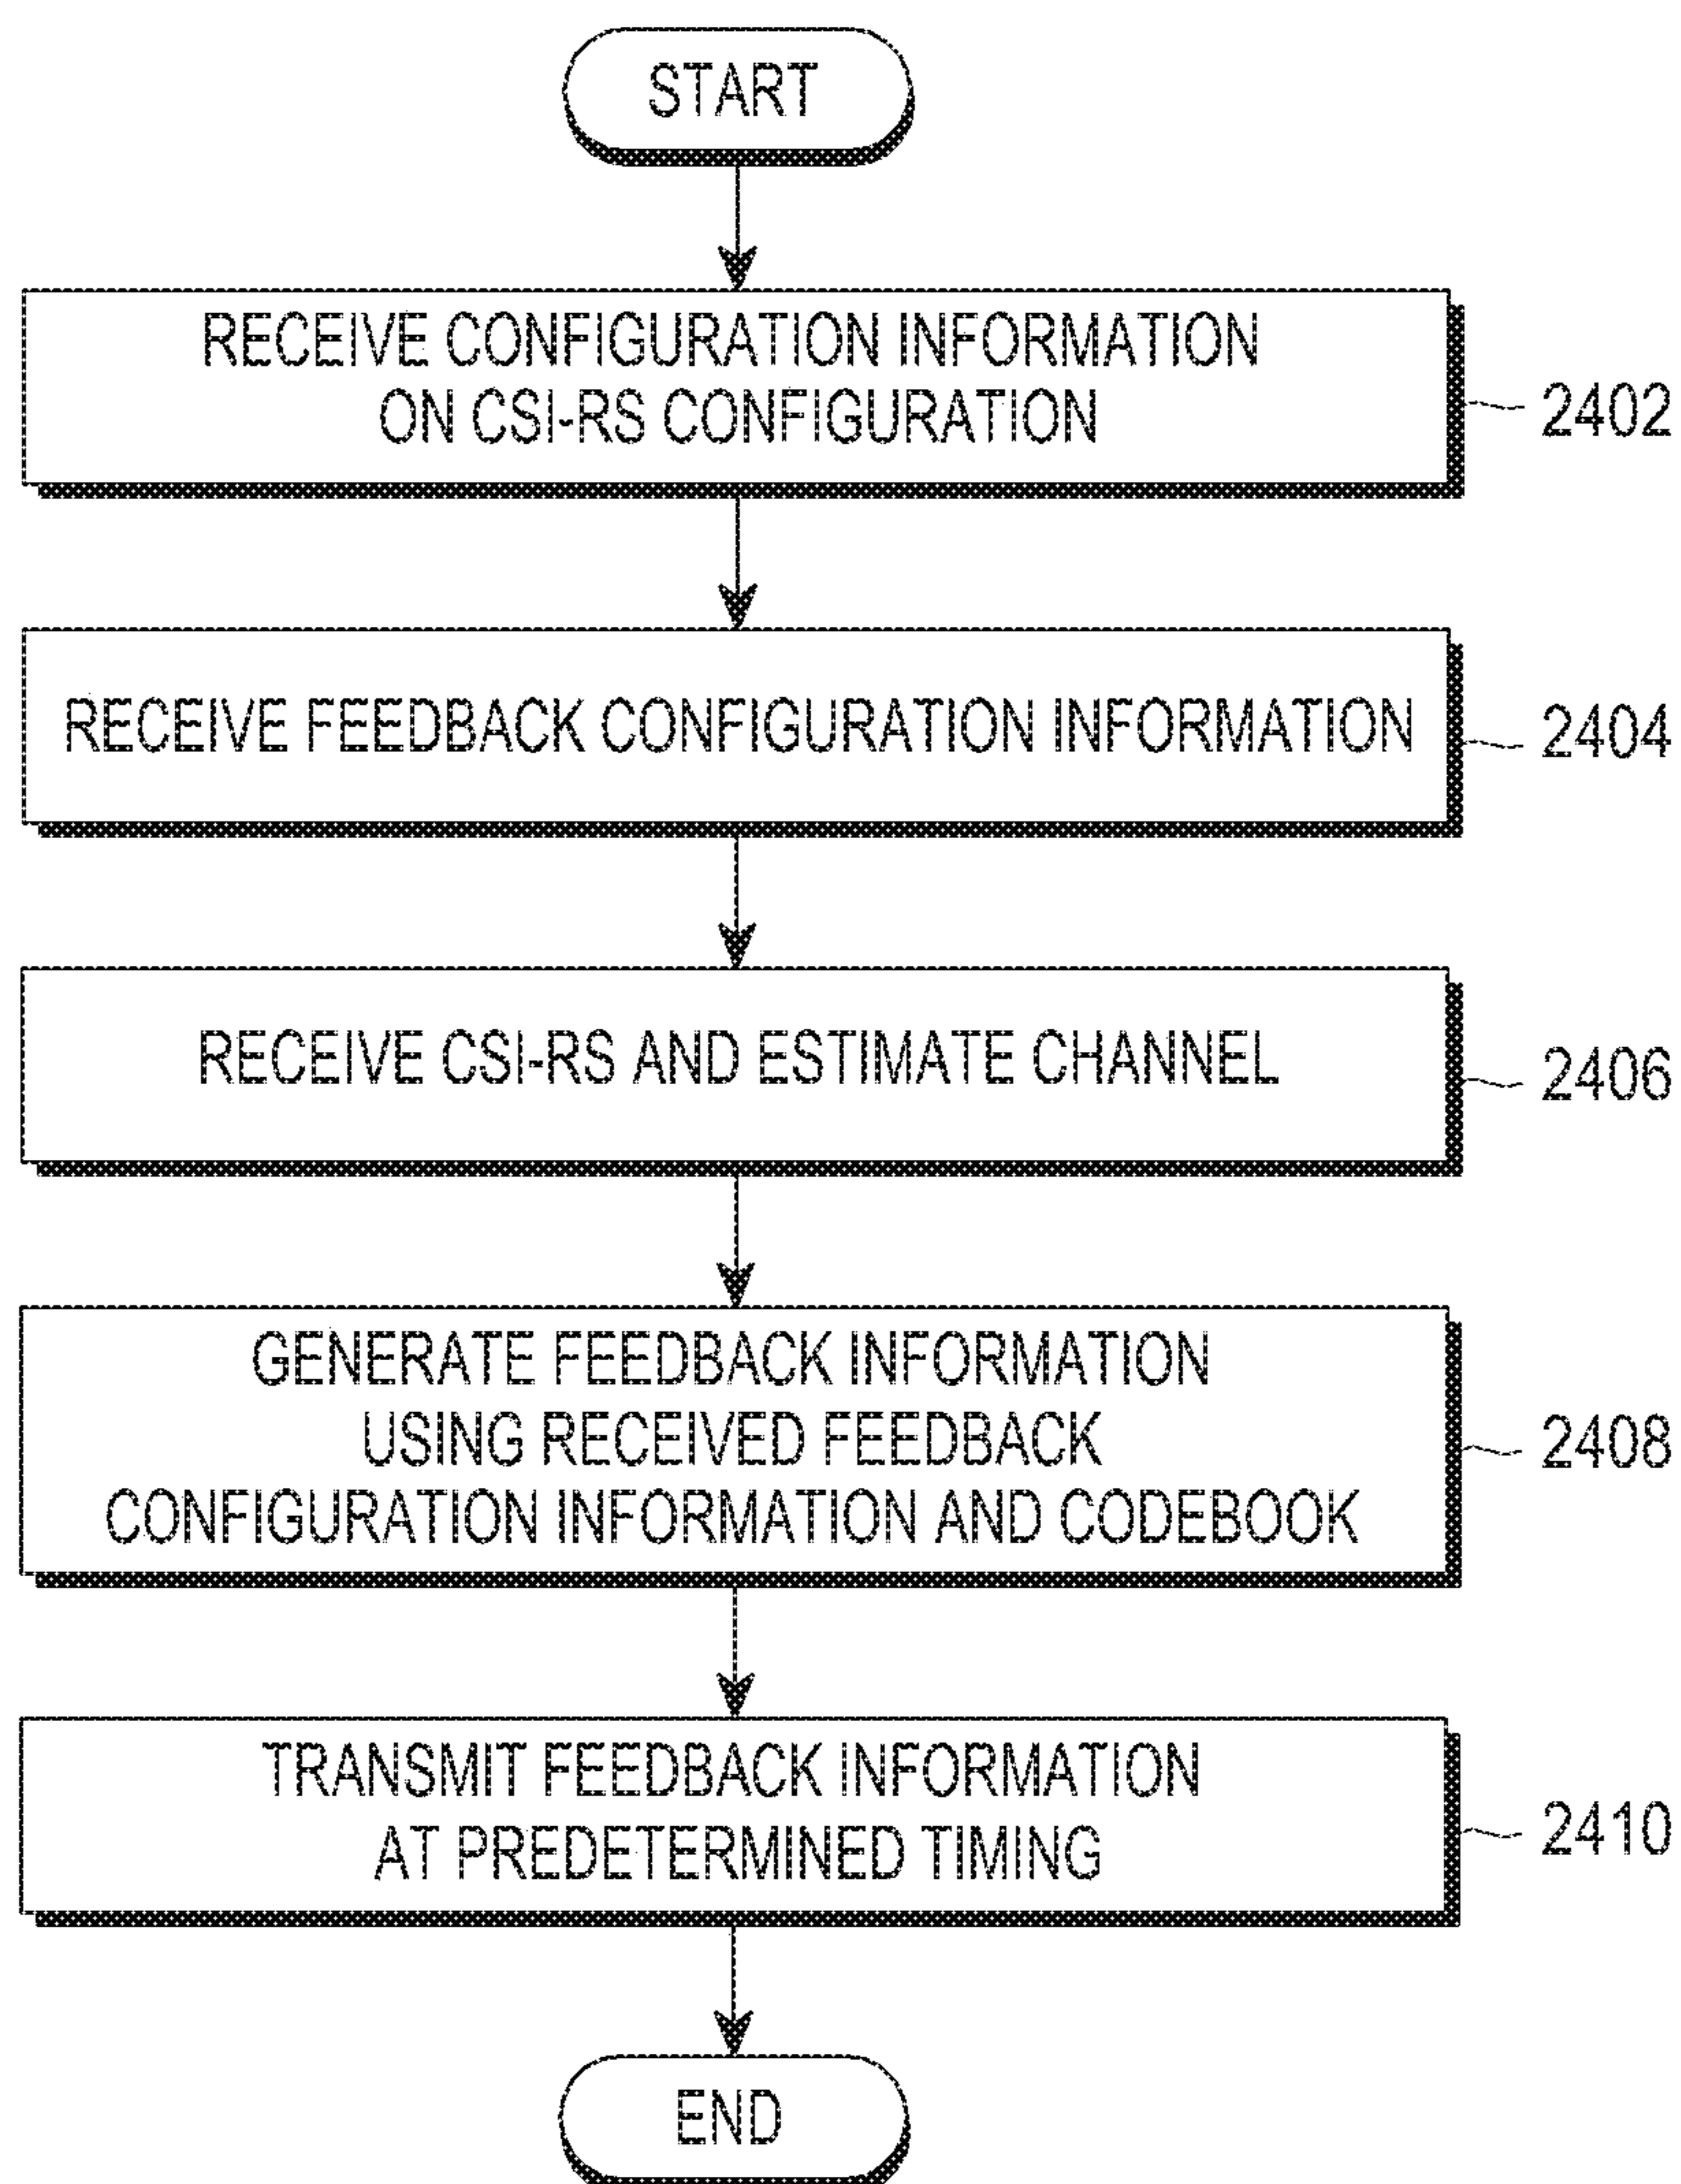 START
RECEIVE CONFIGURATION INFORMATION
ON CSI-RS CONFIGURATION
2402
RECEIVE FEEDBACK CONFIGURATION INFORMATION
2404
RECEIVE CSI-RS AND ESTIMATE CHANNEL
2406
GENERATE FEEDBACK INFORMATION
USING RECEIVED FEEDBACK
CONFIGURATION INFORMATION AND CODEBOOK
2408
TRANSMIT FEEDBACK INFORMATION
AT PREDETERMINED TIMING
2410
END